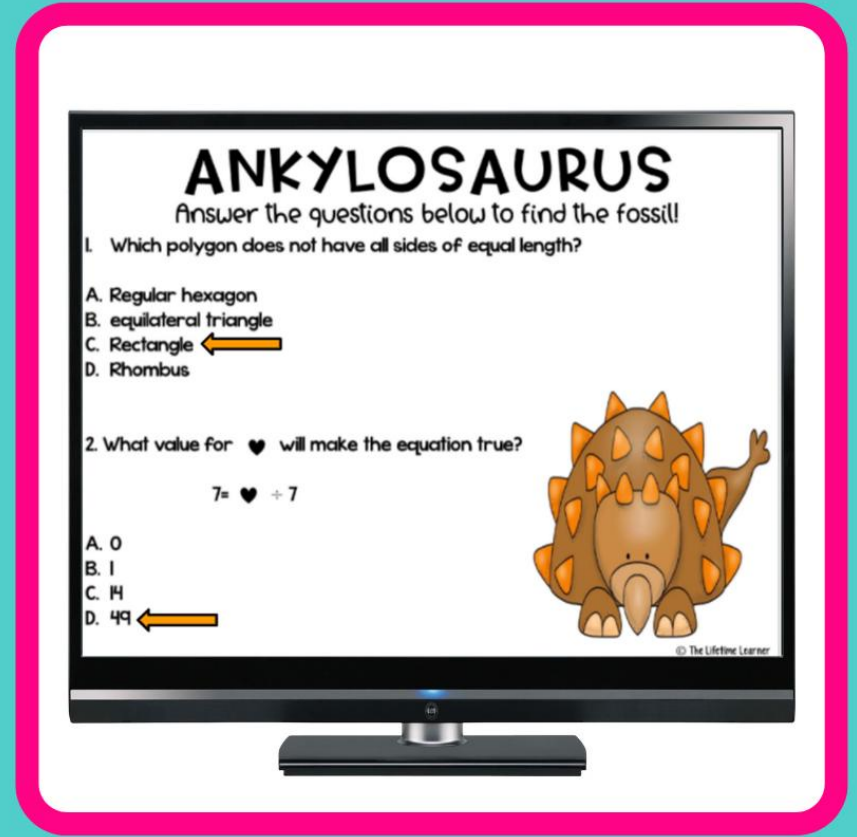 ANKYLOSAURUS
Answer the questions below to find the fossil!
1. Which polygon does not have all sides of equal length?
A. Regular hexagon
B. equilateral triangle
C. Rectangle
D. Rhombus
2. What value for ♥ will make the equation true?
7= ♥ ÷ 7
A. 0
B. 1
C. 14
D. 49
© The Lifetime Learner